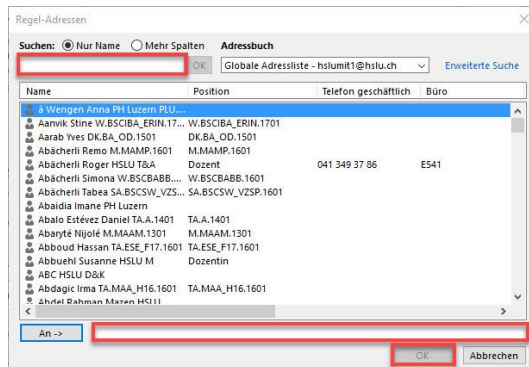 Regel-Adressen
Suchen: Nur Name Mehr Spalten Adressbuch
OK Globale Adressliste - hslumit1@hslu.ch Erweiterte Suche
Name Position Telefon geschäftlich Büro
à Wengen Anna PH Luzern PLU....
Aanvik Stine W.BSCIBA_ERIN.17... W.BSCIBA_ERIN.1701
Aarab Yves DK.BA_OD.1501 DK.BA_OD.1501
Abächerli Remo M.MAMP.1601 M.MAMP.1601
Abächerli Roger HSLU T&A Dozent 041 349 37 86 E541
Abächerli Simona W.BSCBABB.... W.BSCBABB.1601
Abächerli Tabea SA.BSCSW_VZS... SA.BSCSW_VZSP.1601
Abaidia Imane PH Luzern
Abalo Estévez Daniel TA.A.1401 TA.A.1401
Abaryté Nijolé M.MAAM.1301 M.MAAM.1301
Abboud Hassan TA.ESE_F17.1601 TA.ESE_F17.1601
Abbuehl Susanne HSLU M Dozentin
ABC HSLU D&K
Abdagic Irma TA.MAA_H16.1601 TA.MAA_H16.1601
Abdel Rahman Mazen HSLU
An ->
OK Abbrechen